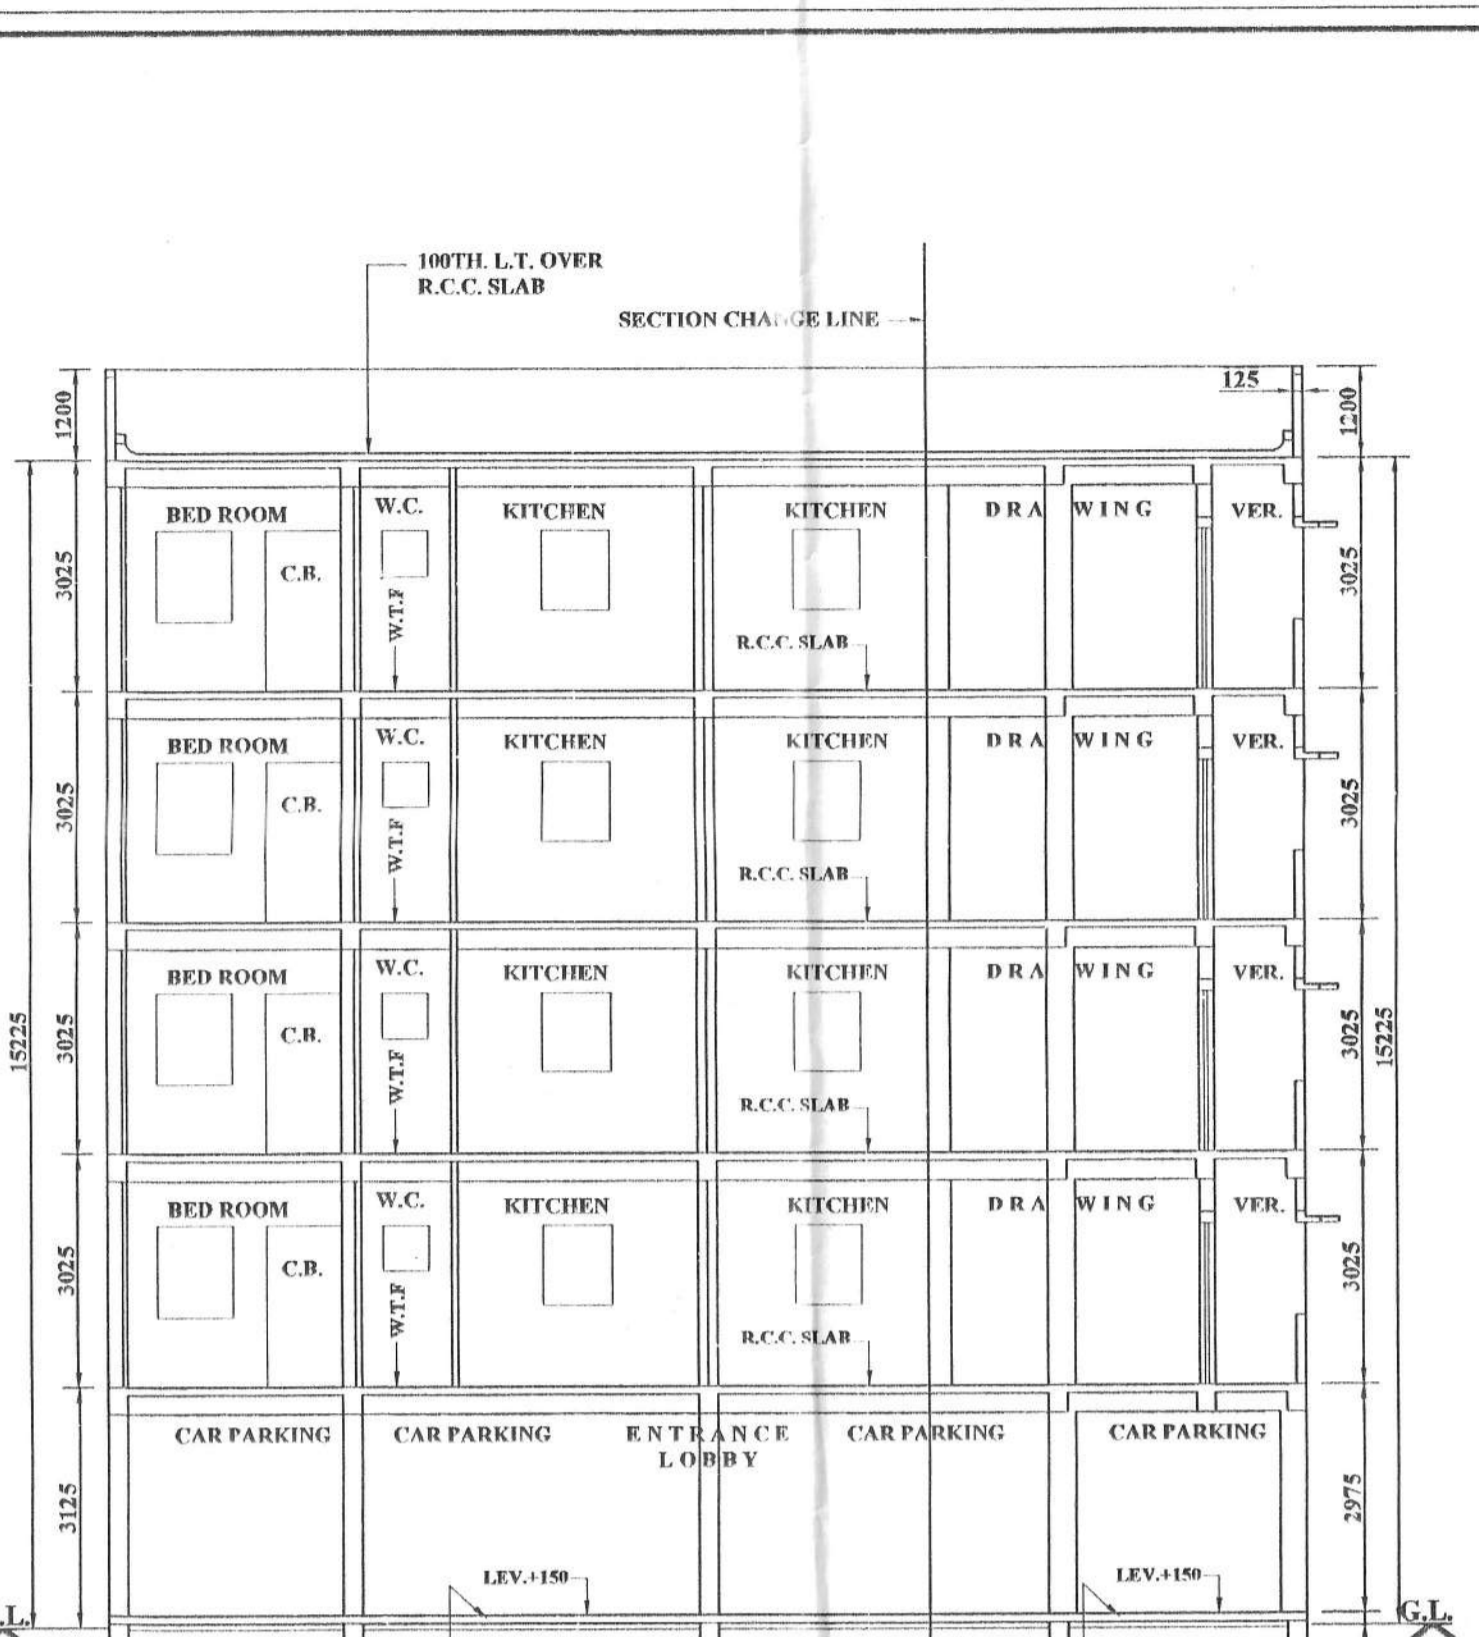 100TH. L.T. OVER
R.C.C. SLAB
SECTION CHANGE LINE
1200
125
1200
BED ROOM
W.C.
KITCHEN
KITCHEN
DRA
WING
VER.
C.B.
3025
3025
W.T.F
R.C.C. SLAB
BED ROOM
W.C.
KITCHEN
KITCHEN
DRA
WING
VER.
C.B.
3025
3025
W.T.F
R.C.C. SLAB
BED ROOM
W.C.
KITCHEN
KITCHEN
DRA
WING
VER.
15225
3025
C.B.
3025
15225
W.T.F
R.C.C. SLAB
BED ROOM
W.C.
KITCHEN
KITCHEN
DRA
WING
VER.
3025
C.B.
3025
W.T.F
R.C.C. SLAB
CAR PARKING
CAR PARKING
ENTRANCE
LOBBY
CAR PARKING
CAR PARKING
3125
2975
LEV.+150
LEV.+150
.L.
G.L.